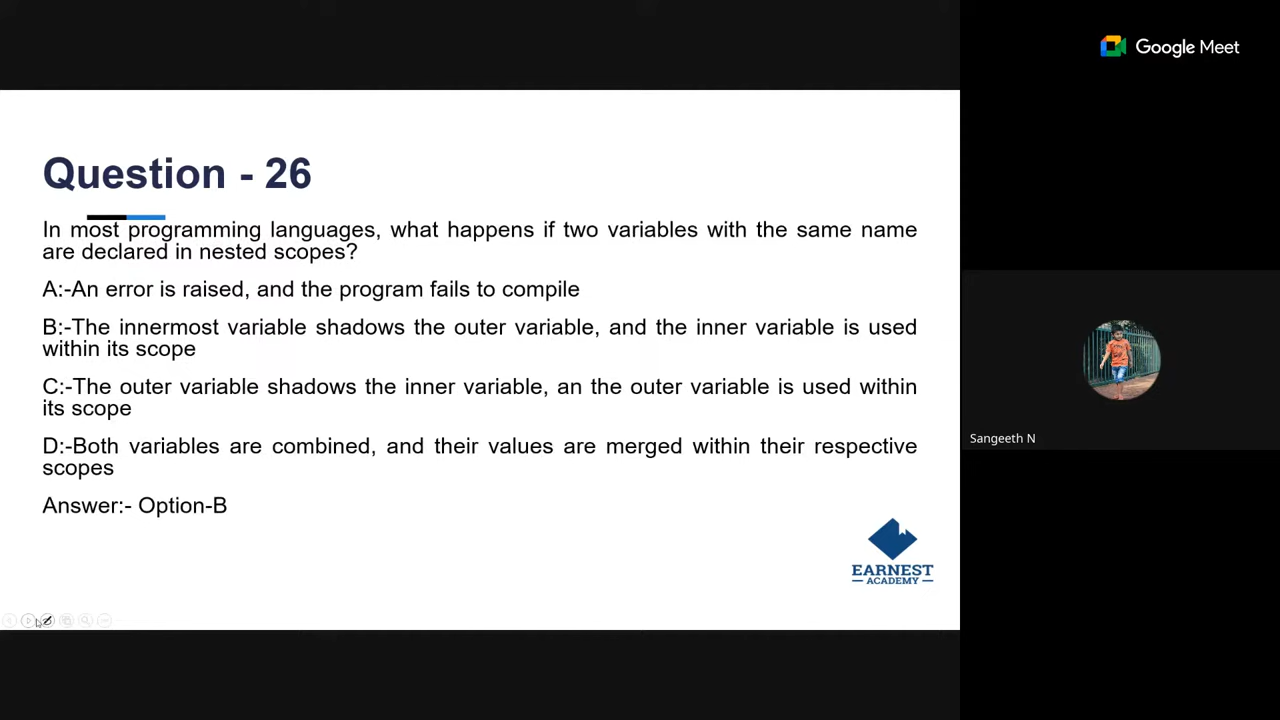 Google Meet
Question - 26
In most programming languages, what happens if two variables with the same name
are declared in nested scopes?
A:-An error is raised, and the program fails to compile
B:-The innermost variable shadows the outer variable, and the inner variable is used
within its scope
C:-The outer variable shadows the inner variable, an the outer variable is used within
its scope
D:-Both variables are combined, and their values are merged within their respective
scopes
Answer:- Option-B
EARNEST
ACADEMY
Sangeeth N